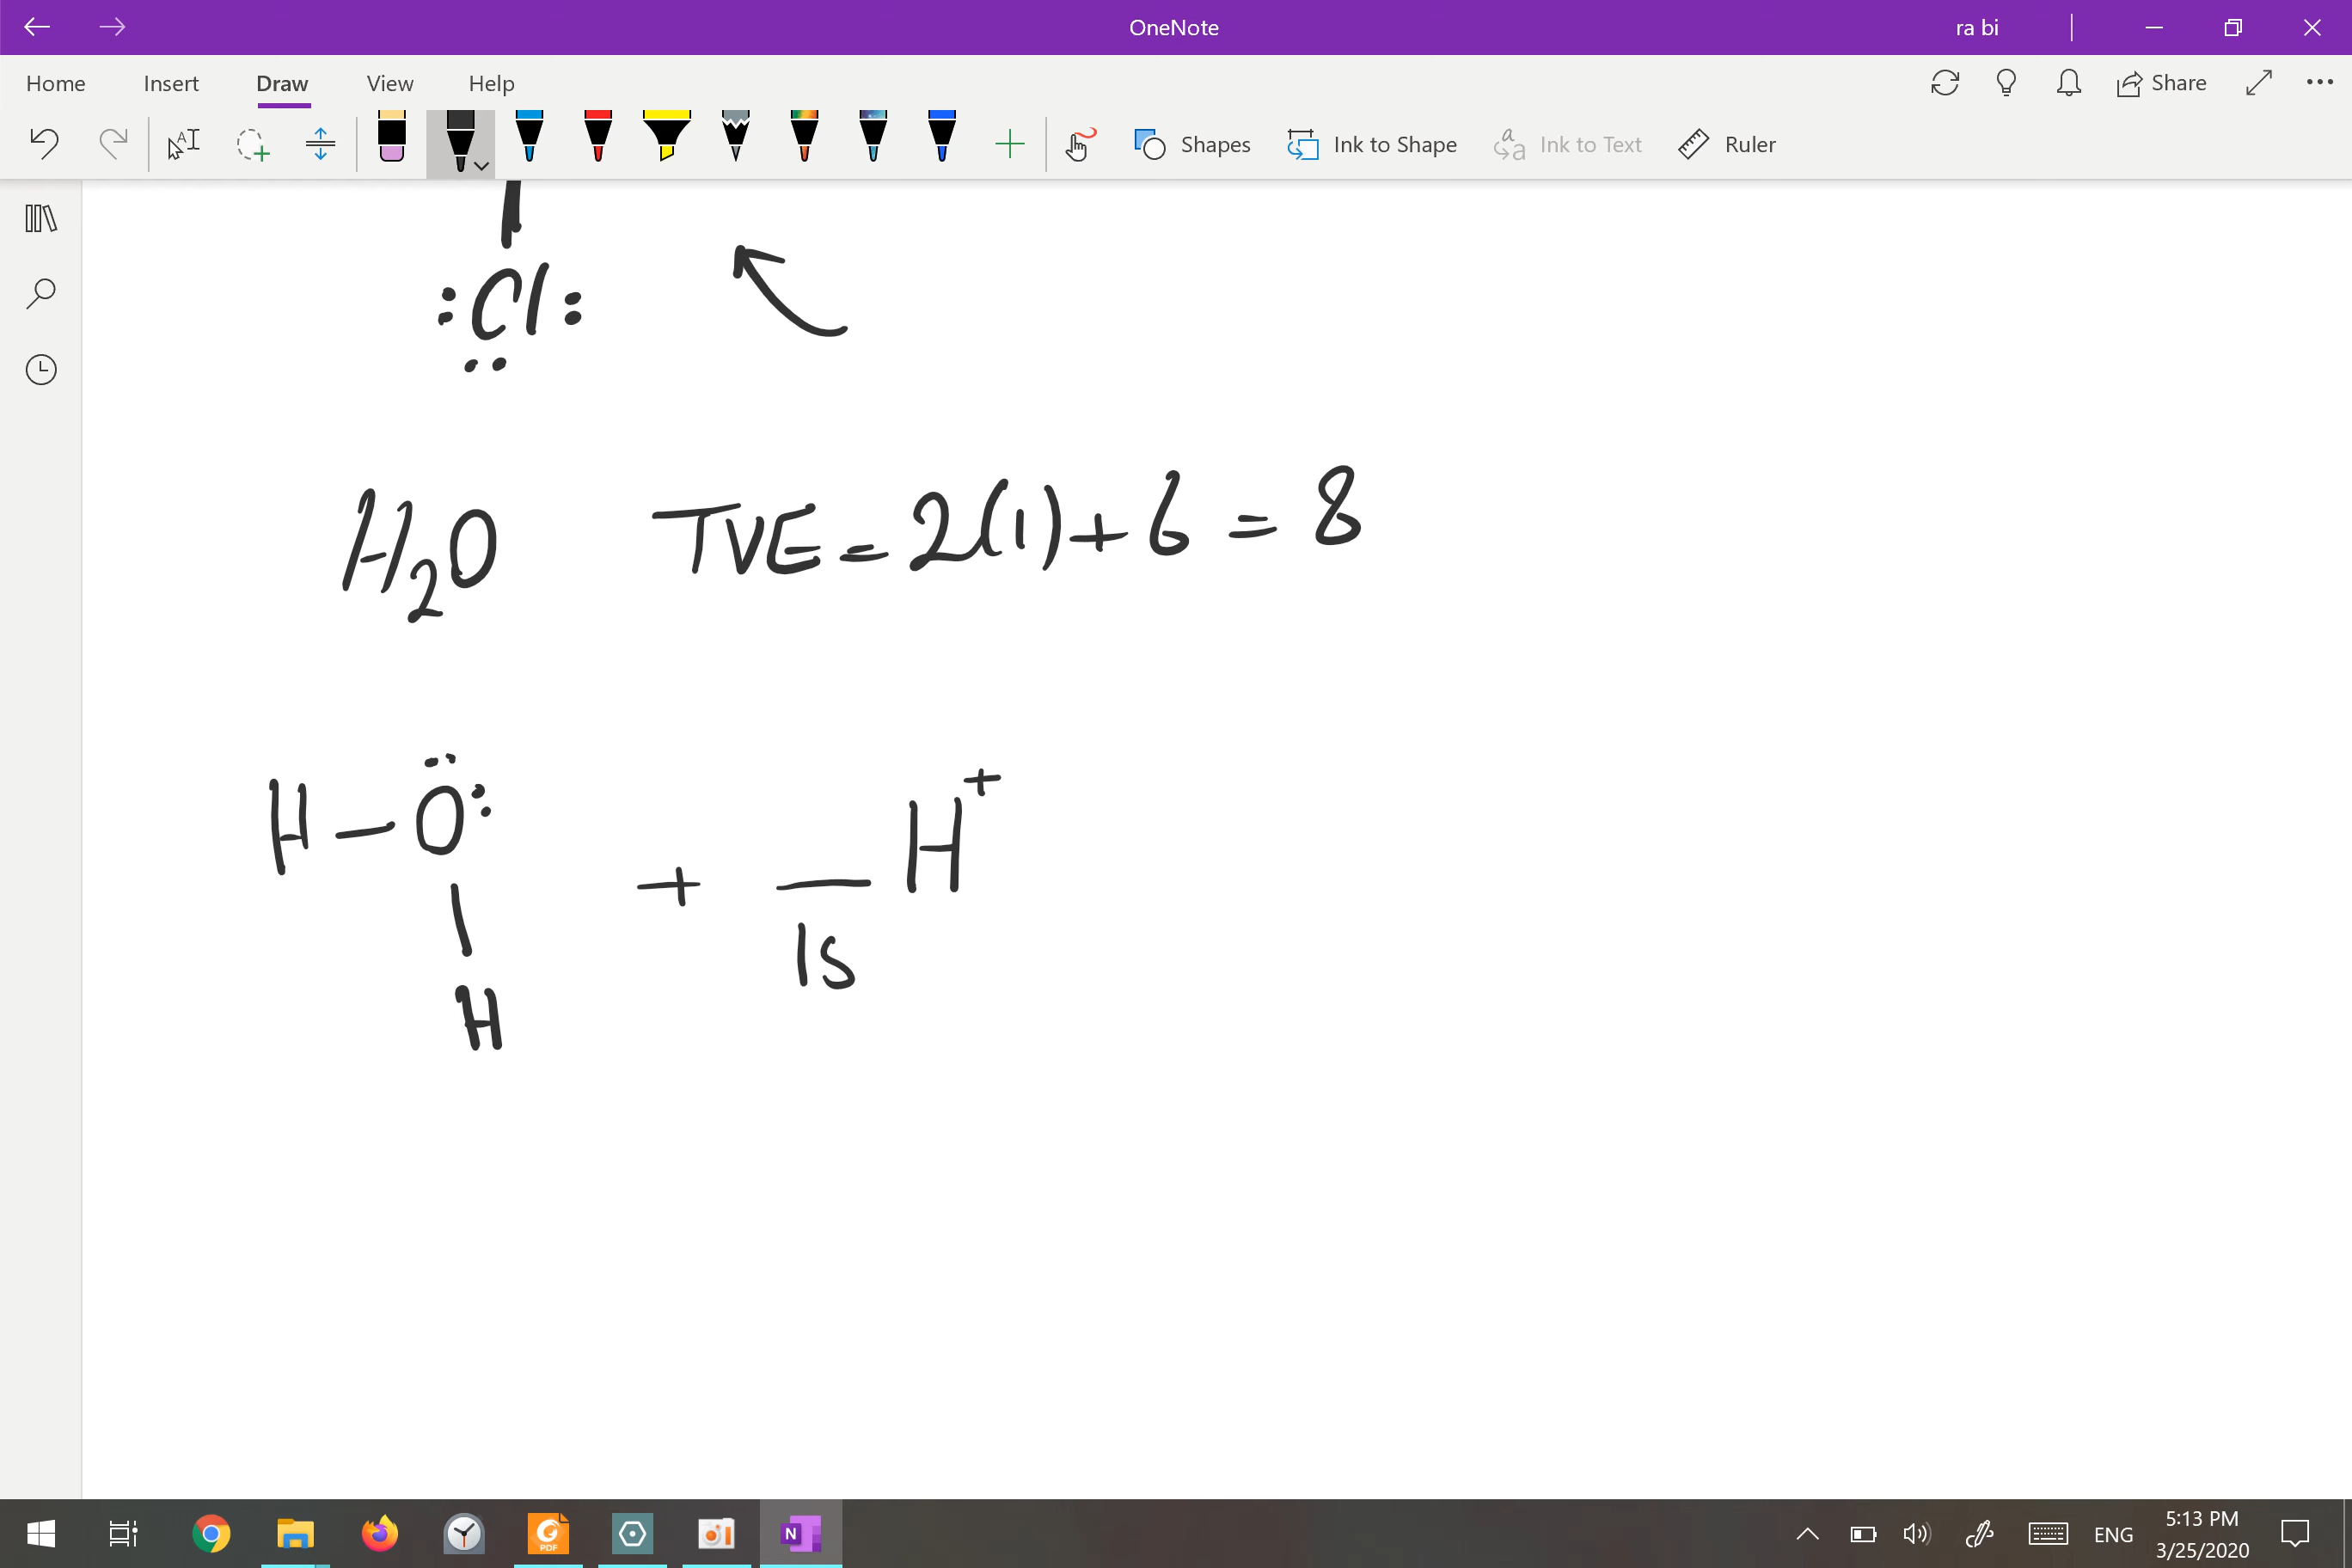 OneNote
ra bi
Home Insert Draw View Help
Share
Shapes
Ink to Shape
Ink to Text
Ruler
:Cl:
H₂O TVE = 2(1) + 6 = 8
H – O:
H⁺
+
1s
H
ENG
5:13 PM
3/25/2020